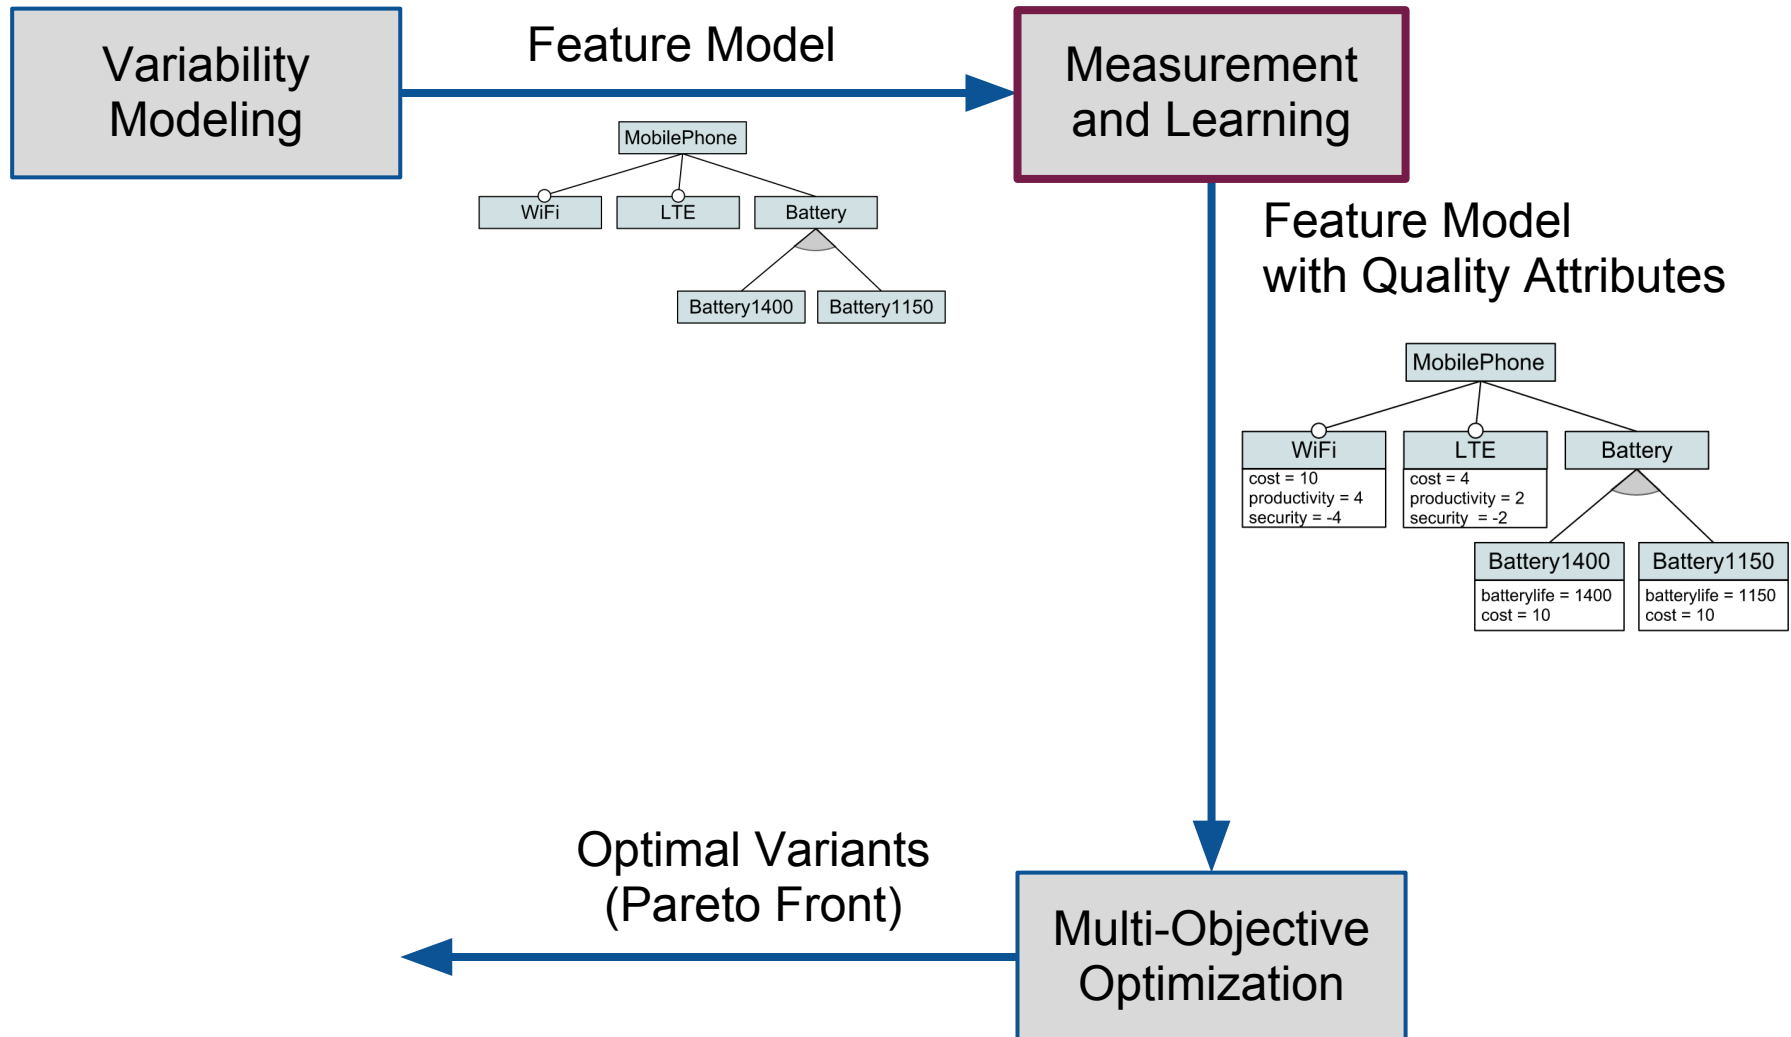 Variability
Modeling
Feature Model
Measurement
and Learning
MobilePhone
WiFi
LTE
Battery
Battery1400
Battery1150
Feature Model
with Quality Attributes
MobilePhone
WiFi
cost = 10
productivity = 4
security = -4
LTE
cost = 4
productivity = 2
security = -2
Battery
Battery1400
batterylife = 1400
cost = 10
Battery1150
batterylife = 1150
cost = 10
Optimal Variants
(Pareto Front)
Multi-Objective
Optimization